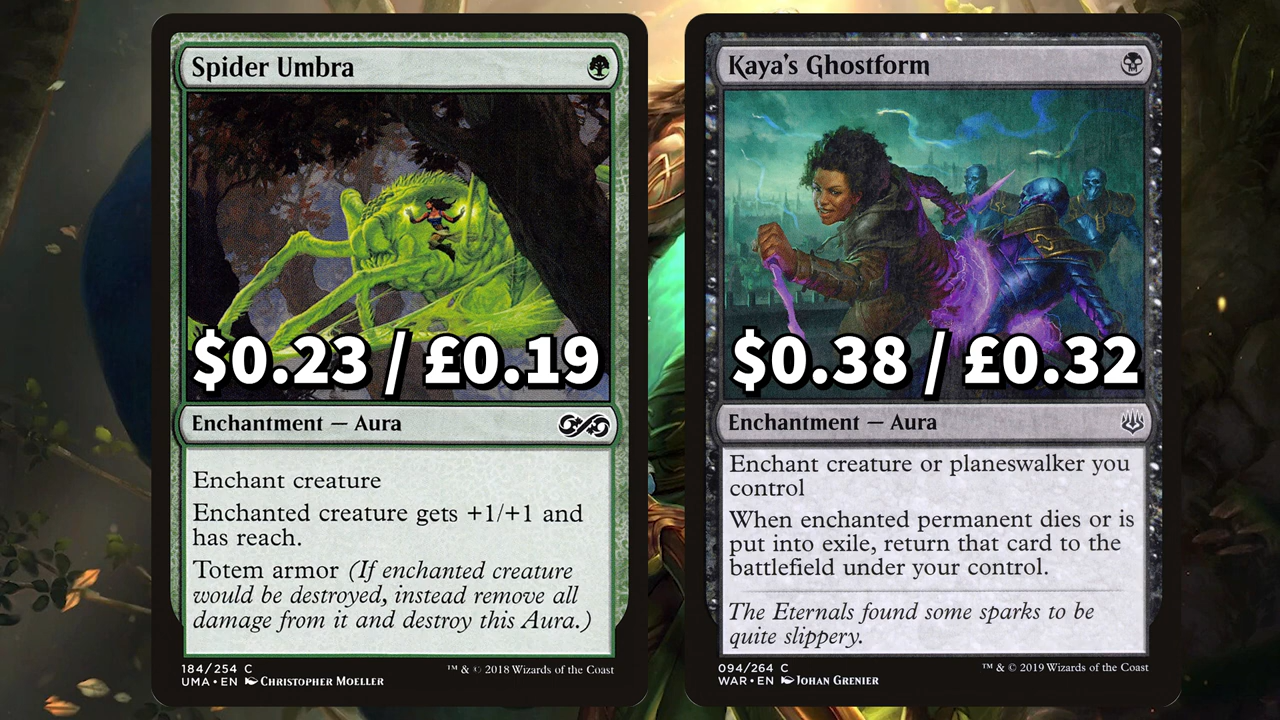 Spider Umbra
$0.23 / £0.19
Enchantment — Aura
Enchant creature
Enchanted creature gets +1/+1 and
has reach.
Totem armor (If enchanted creature
would be destroyed, instead remove all
damage from it and destroy this Aura.)
184/254 C
™ & © 2018 Wizards of the Coast
UMA • EN Christopher Moeller
Kaya's Ghostform
$0.38 / £0.32
Enchantment — Aura
Enchant creature or planeswalker you
control
When enchanted permanent dies or is
put into exile, return that card to the
battlefield under your control.
The Eternals found some sparks to be
quite slippery.
094/264 C
™ & © 2019 Wizards of the Coast
WAR • EN Johan Grenier